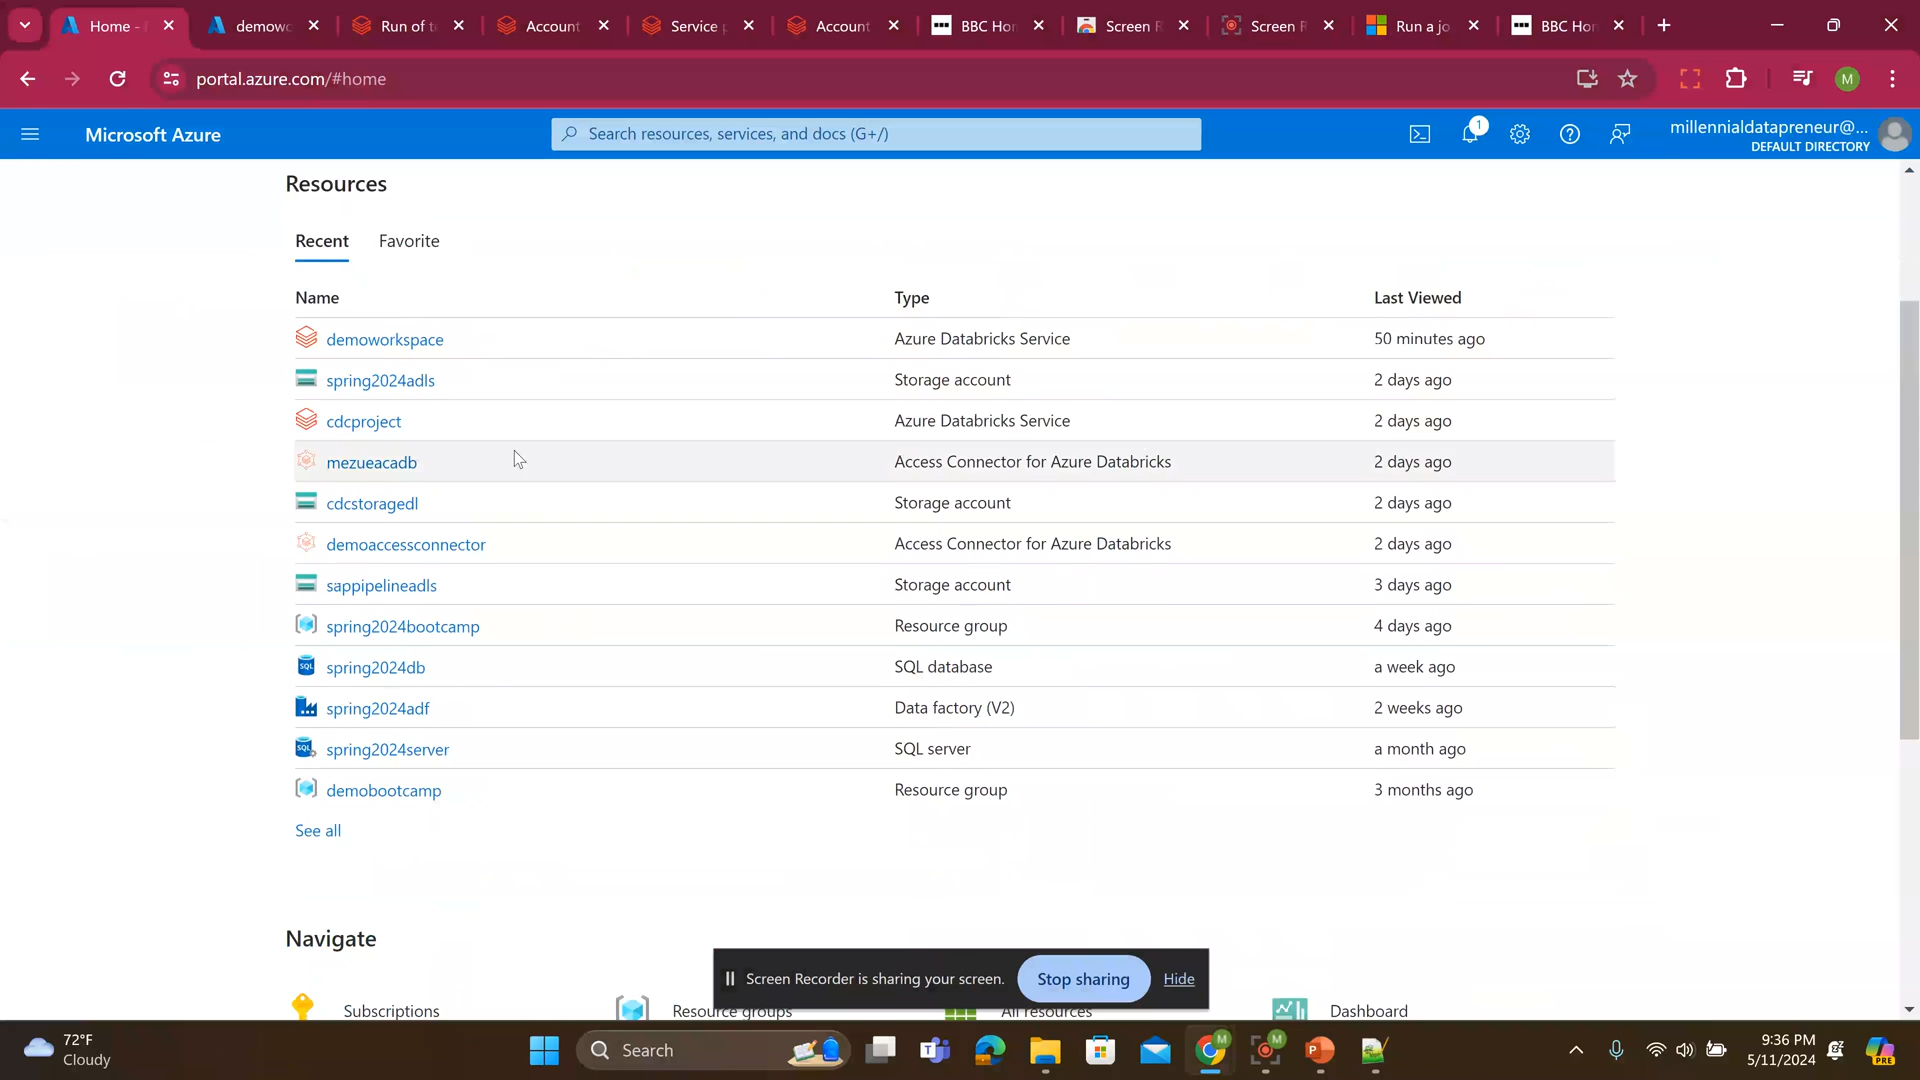 Home -
demowo
Run of t
Account
Service
Account
BBC Hor
Screen R
Screen R
Run a jo
BBC Hor
portal.azure.com/#home
M
Microsoft Azure
Search resources, services, and docs (G+/)
1
millennialdatapreneur@...
DEFAULT DIRECTORY
Resources
Recent Favorite
Name Type Last Viewed
demoworkspace Azure Databricks Service 50 minutes ago
spring2024adls Storage account 2 days ago
cdcproject Azure Databricks Service 2 days ago
mezueacadb Access Connector for Azure Databricks 2 days ago
cdcstoragedl Storage account 2 days ago
demoaccessconnector Access Connector for Azure Databricks 2 days ago
sappipelineadls Storage account 3 days ago
spring2024bootcamp Resource group 4 days ago
spring2024db SQL database a week ago
spring2024adf Data factory (V2) 2 weeks ago
spring2024server SQL server a month ago
demobootcamp Resource group 3 months ago
See all
Navigate
Screen Recorder is sharing your screen. Stop sharing Hide
Subscriptions Resource groups All resources Dashboard
72°F
Cloudy
Search
9:36 PM
5/11/2024